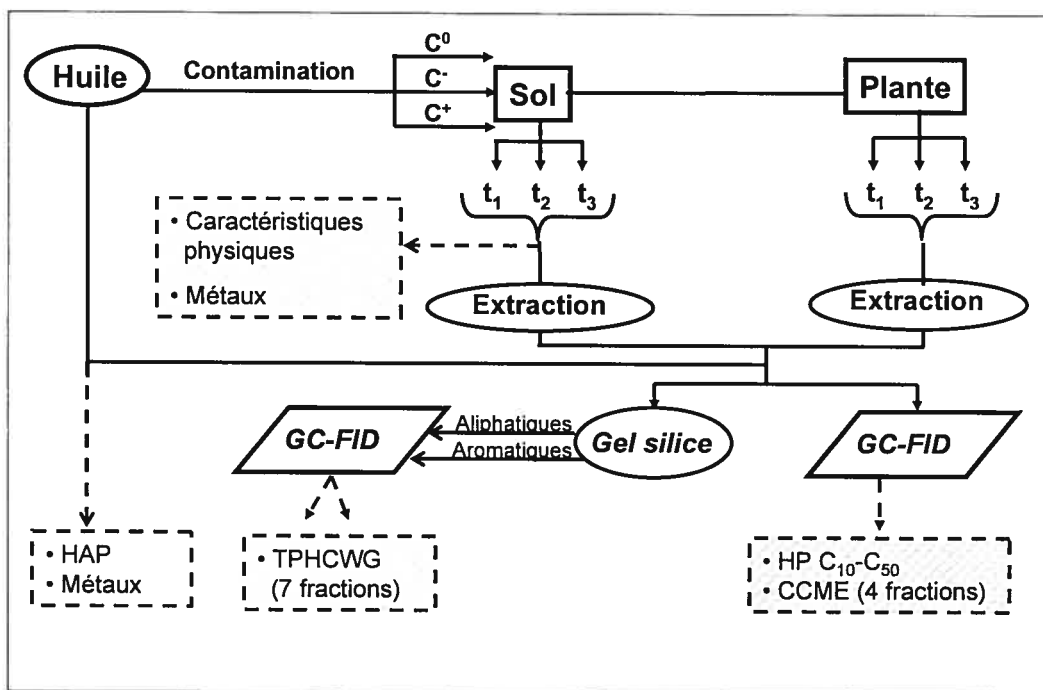 C⁰
Huile
Contamination
C⁻
C⁺
Sol
Plante
t₁ t₂ t₃
t₁ t₂ t₃
• Caractéristiques
physiques
• Métaux
Extraction
Extraction
GC-FID
Aliphatiques
Aromatiques
Gel silice
GC-FID
• HAP
• Métaux
• TPHCWG
(7 fractions)
• HP C₁₀-C₅₀
• CCME (4 fractions)